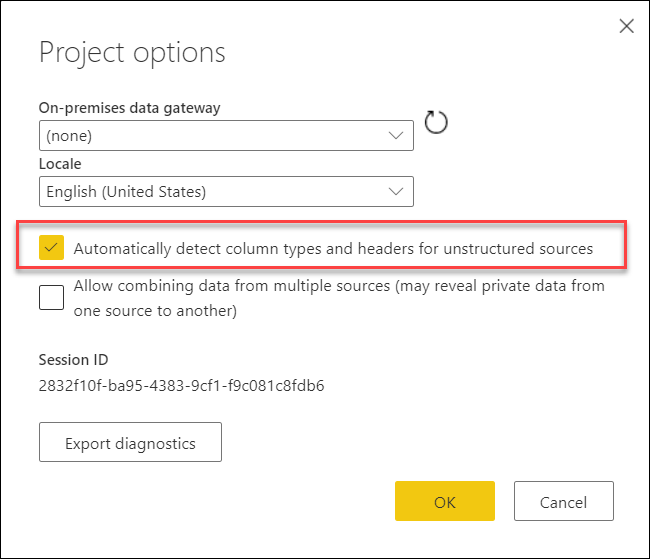 Project options
On-premises data gateway
(none)
Locale
English (United States)
Automatically detect column types and headers for unstructured sources
Allow combining data from multiple sources (may reveal private data from
one source to another)
Session ID
2832f10f-ba95-4383-9cf1-f9c081c8fdb6
Export diagnostics
OK
Cancel